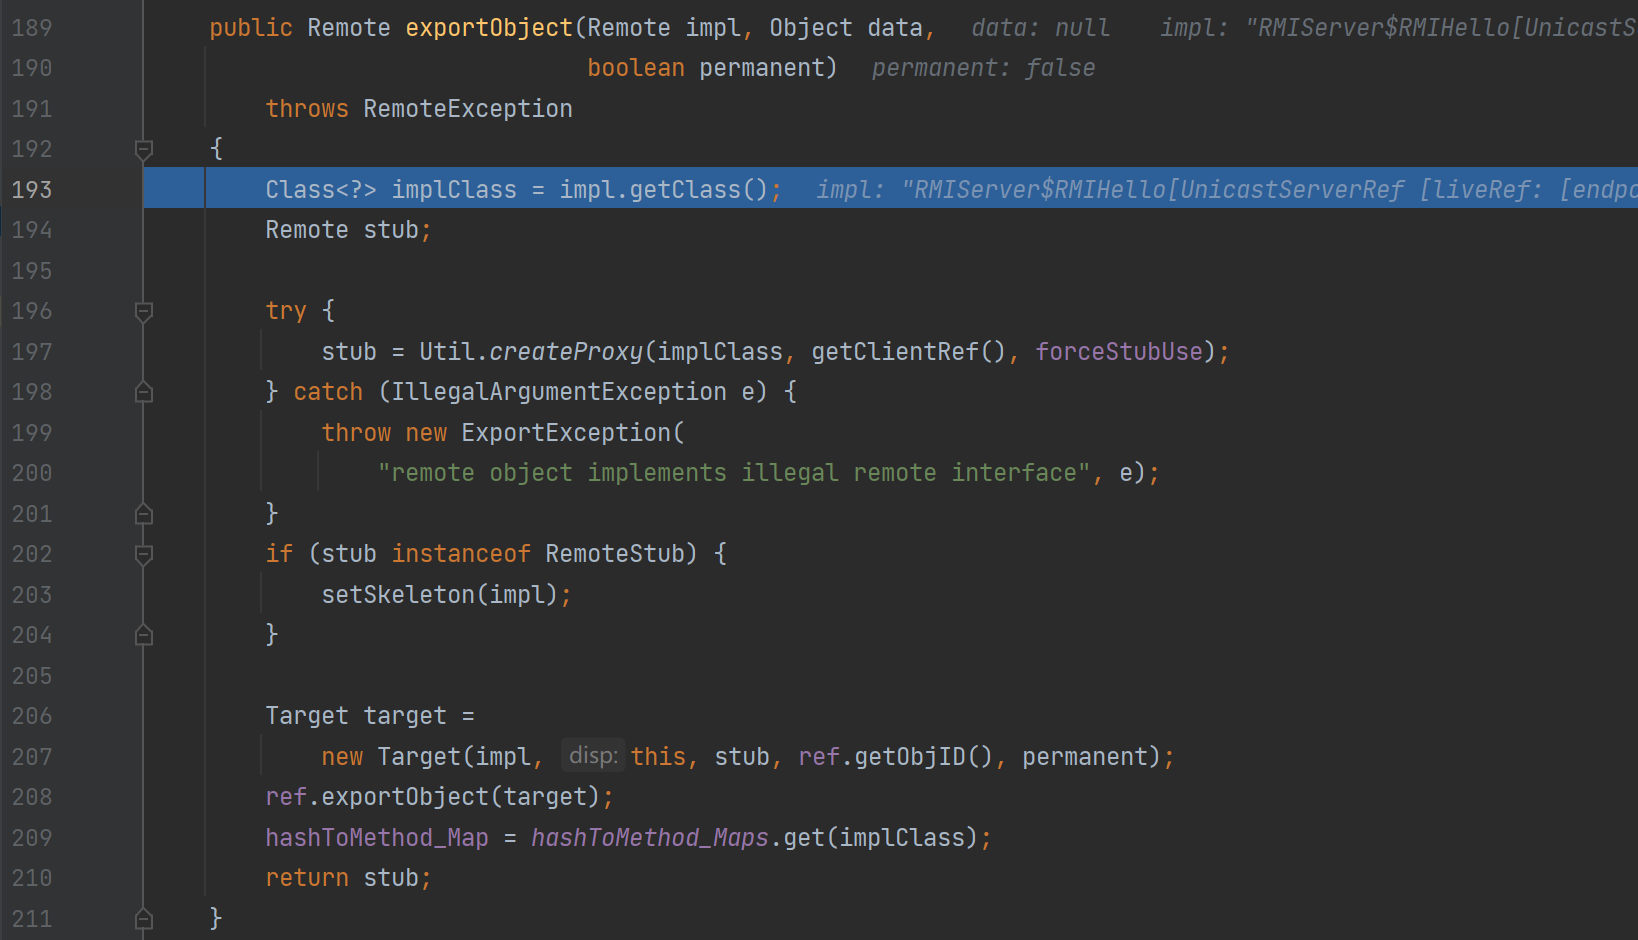 189 public Remote exportObject(Remote impl, Object data, data: null impl: "RMIServer$RMIHello[UnicastS
190 boolean permanent) permanent: false
191 throws RemoteException
192 {
193 Class<?> implClass = impl.getClass(); impl: "RMIServer$RMIHello[UnicastServerRef [liveRef: [endpo
194 Remote stub;
195
196 try {
197 stub = Util.createProxy(implClass, getClientRef(), forceStubUse);
198 } catch (IllegalArgumentException e) {
199 throw new ExportException(
200 "remote object implements illegal remote interface", e);
201 }
202 if (stub instanceof RemoteStub) {
203 setSkeleton(impl);
204 }
205
206 Target target =
207 new Target(impl, disp: this, stub, ref.getObjID(), permanent);
208 ref.exportObject(target);
209 hashToMethod_Map = hashToMethod_Maps.get(implClass);
210 return stub;
211 }